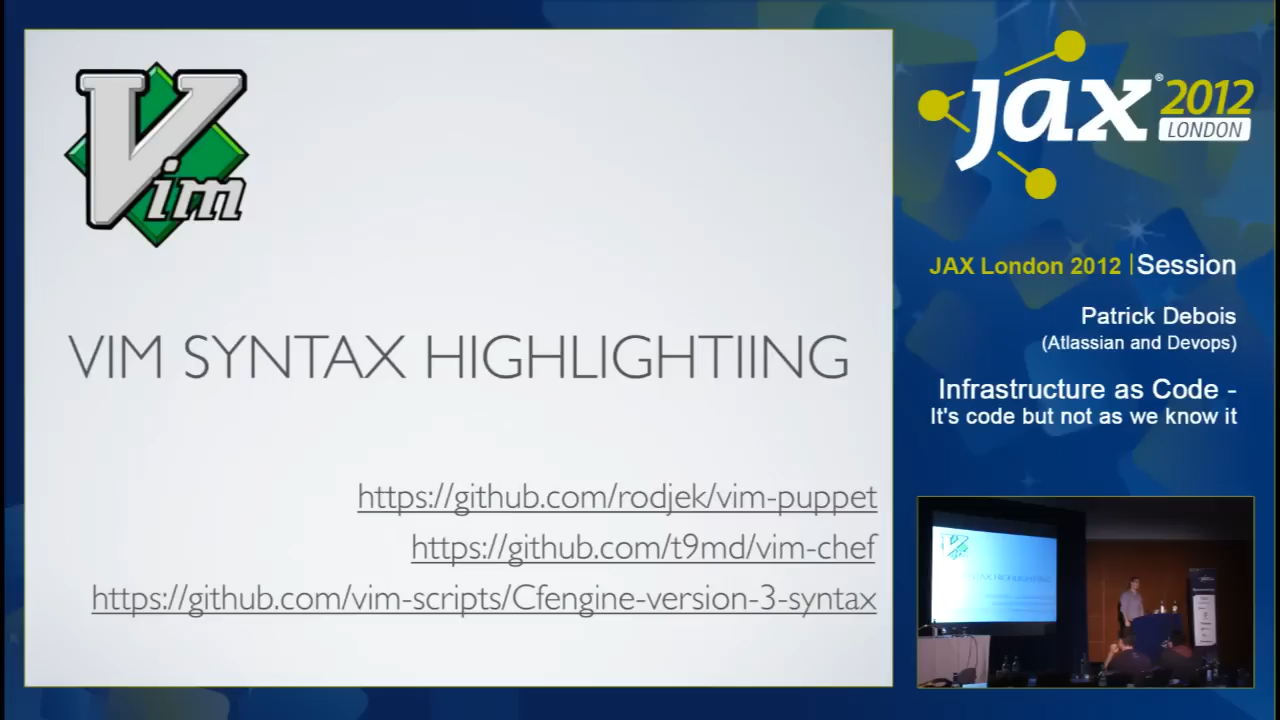 Vim
VIM SYNTAX HIGHLIGHTIING
https://github.com/rodjek/vim-puppet
https://github.com/t9md/vim-chef
https://github.com/vim-scripts/Cfengine-version-3-syntax
jax® 2012
LONDON
JAX London 2012 | Session
Patrick Debois
(Atlassian and Devops)
Infrastructure as Code -
It's code but not as we know it